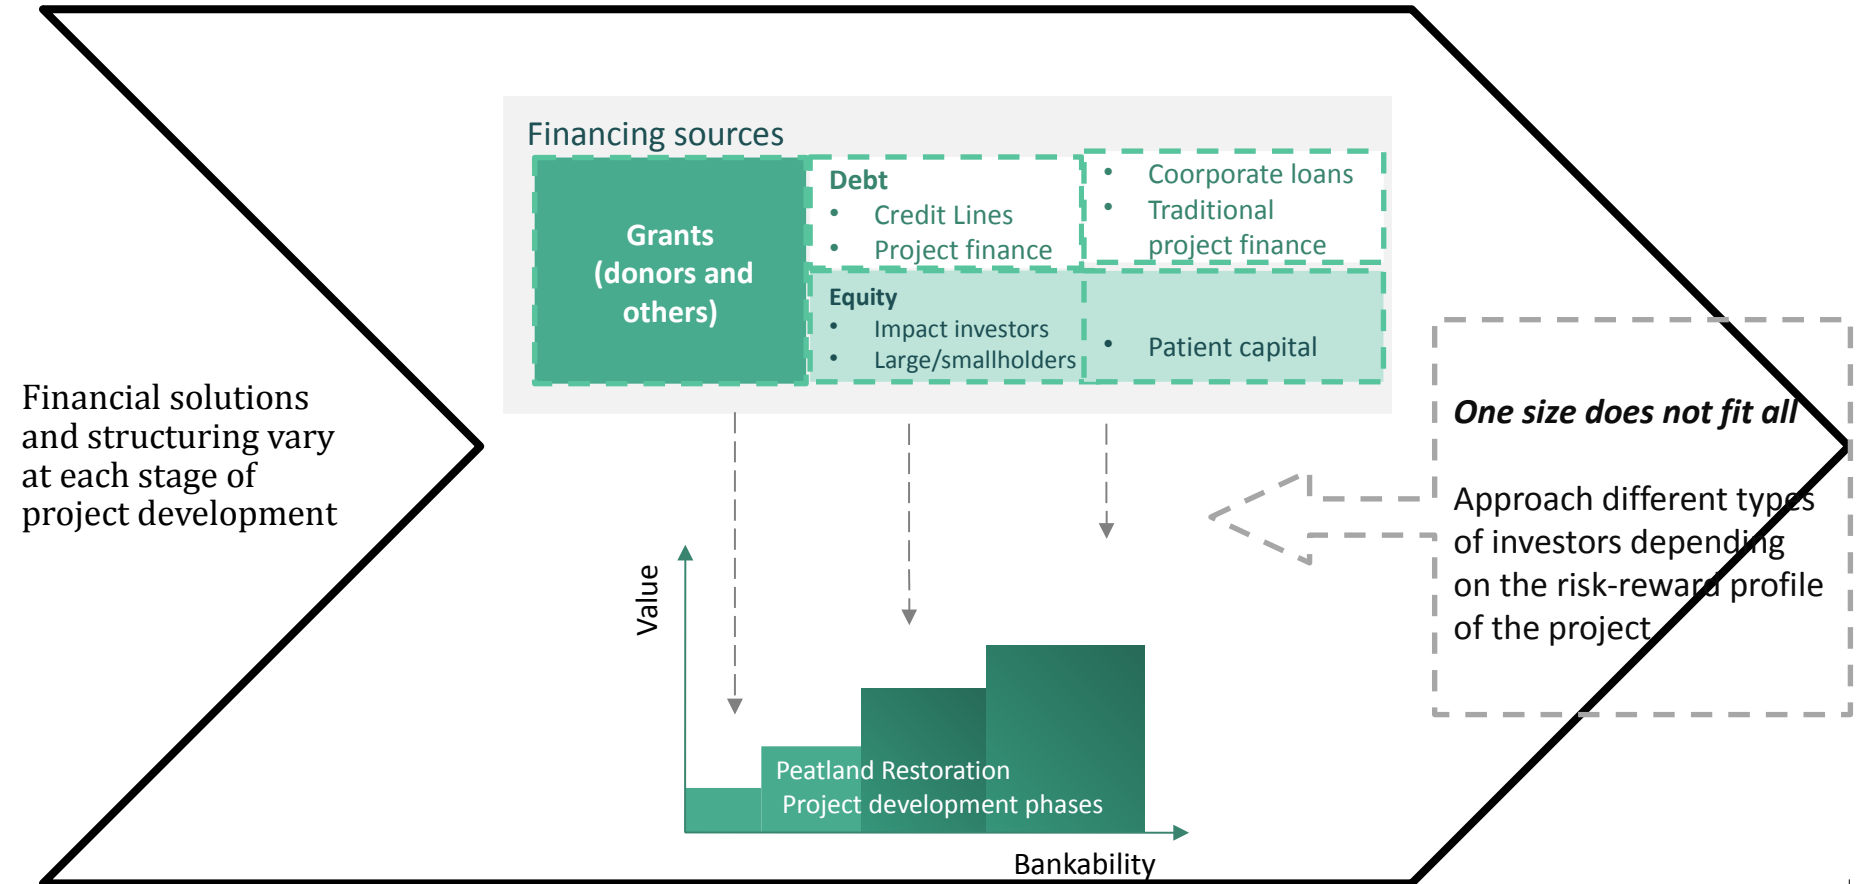 Financial solutions
and structuring vary
at each stage of
project development
Financing sources
Grants
(donors and
others)
Debt
• Credit Lines
• Project finance
• Coorporate loans
• Traditional
project finance
Equity
• Impact investors
• Large/smallholders
• Patient capital
One size does not fit all
Approach different types
of investors depending
on the risk-reward profile
of the project
Value
Peatland Restoration
Project development phases
Bankability